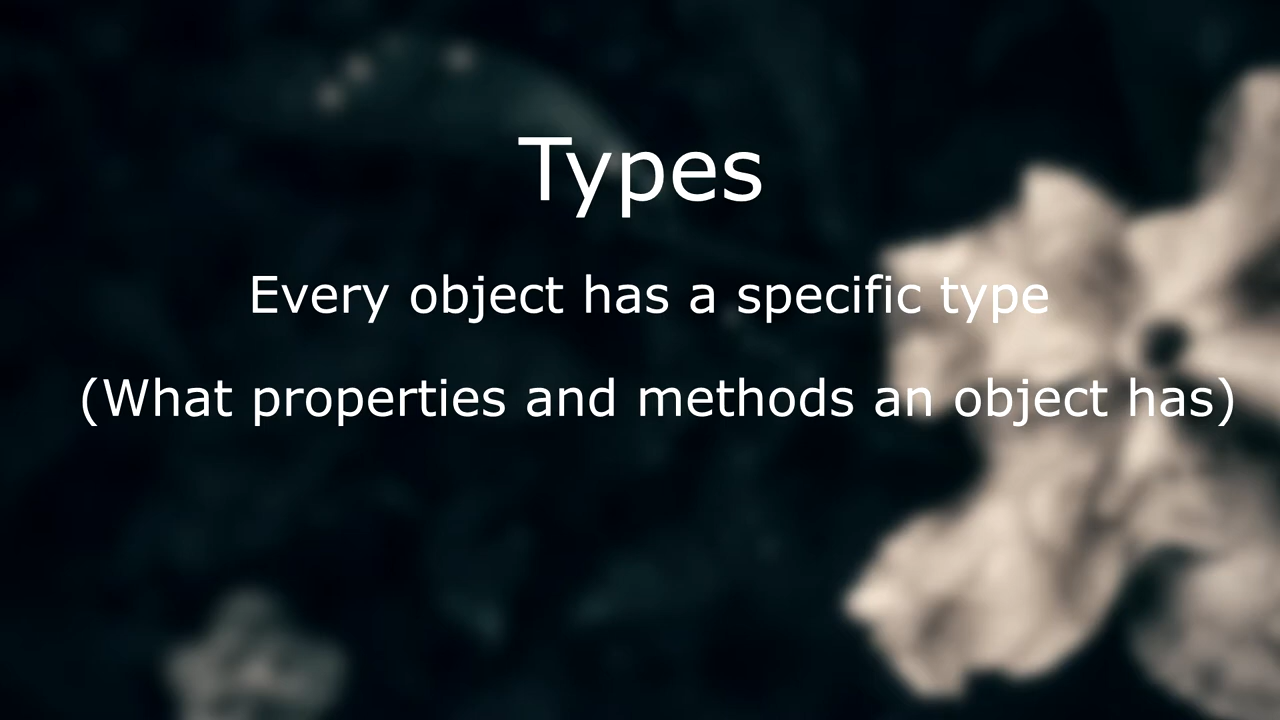 Types
Every object has a specific type
(What properties and methods an object has)